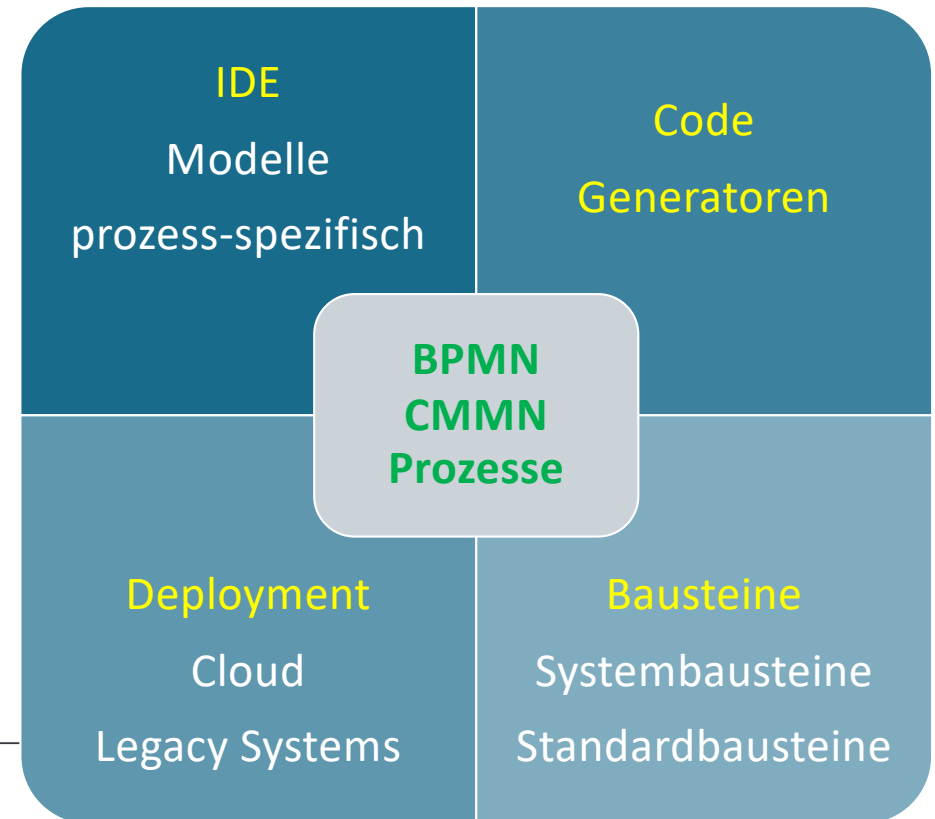 IDE
Modelle
prozess-spezifisch
Code
Generatoren
BPMN
CMMN
Prozesse
Deployment
Cloud
Legacy Systems
Bausteine
Systembausteine
Standardbausteine